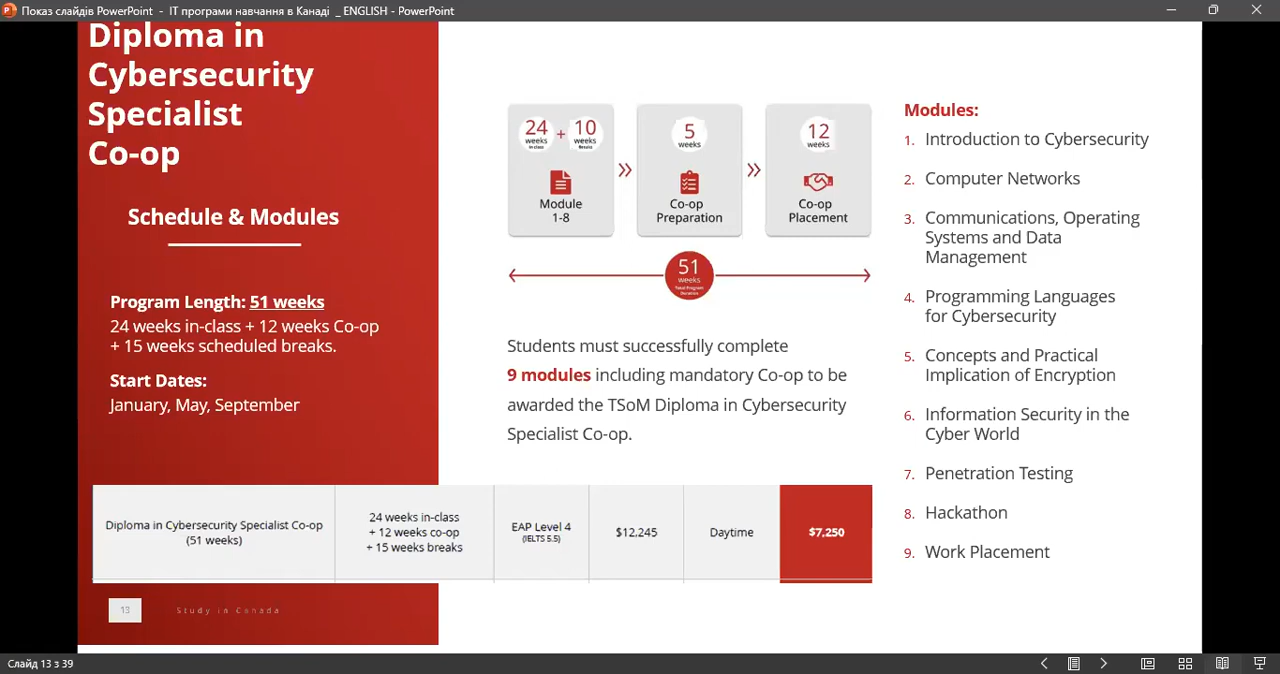 Показ слайдів PowerPoint - ІТ програми навчання в Канаді _ ENGLISH - PowerPoint
Diploma in
Cybersecurity
Specialist
Co-op
Schedule & Modules
Program Length: 51 weeks
24 weeks in-class + 12 weeks Co-op
+ 15 weeks scheduled breaks.
Start Dates:
January, May, September
24 + 10
weeks weeks
in class Breaks
Module
1-8
5
weeks
Co-op
Preparation
12
weeks
Co-op
Placement
51
weeks
Total Program
Duration
Students must successfully complete
9 modules including mandatory Co-op to be
awarded the TSoM Diploma in Cybersecurity
Specialist Co-op.
Modules:
1. Introduction to Cybersecurity
2. Computer Networks
3. Communications, Operating
Systems and Data
Management
4. Programming Languages
for Cybersecurity
5. Concepts and Practical
Implication of Encryption
6. Information Security in the
Cyber World
7. Penetration Testing
8. Hackathon
9. Work Placement
Diploma in Cybersecurity Specialist Co-op
(51 weeks)
24 weeks in-class
+ 12 weeks co-op
+ 15 weeks breaks
EAP Level 4
(IELTS 5.5)
$12,245
Daytime
$7,250
13
Study in Canada
Слайд 13 з 39